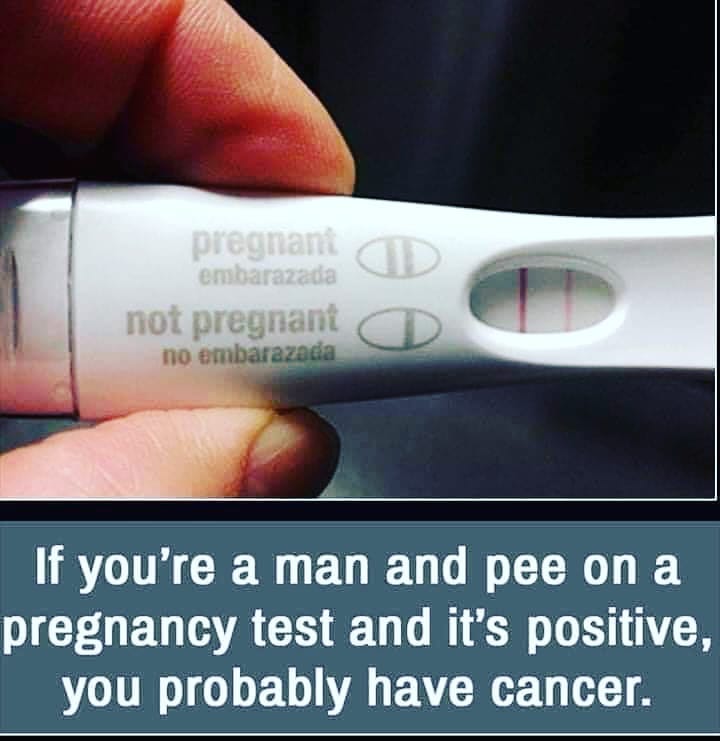 pregnant
embarazada
not pregnant
no embarazada
If you're a man and pee on a
pregnancy test and it's positive,
you probably have cancer.